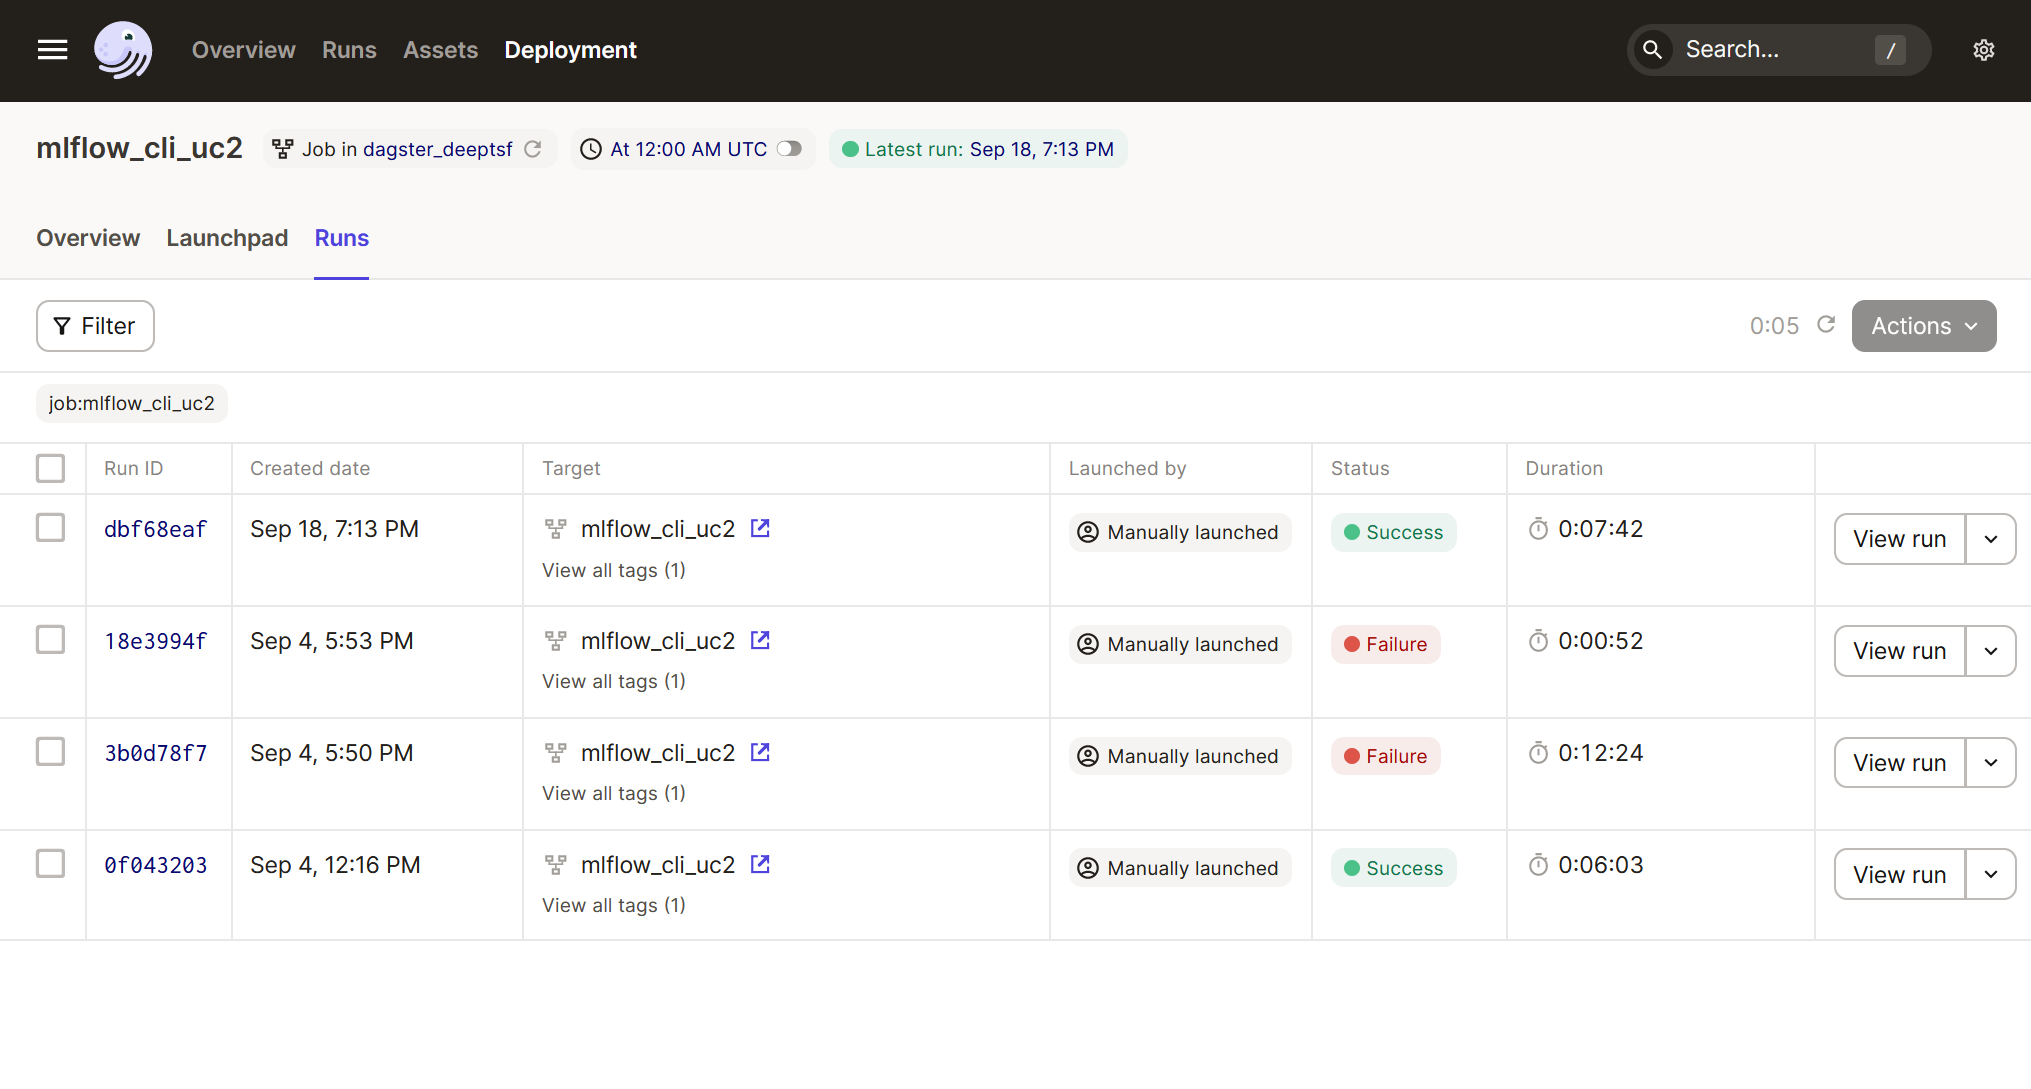 Overview Runs Assets Deployment Search... /
mlflow_cli_uc2 Job in dagster_deeptsf At 12:00 AM UTC Latest run: Sep 18, 7:13 PM
Overview Launchpad Runs
Filter 0:05 Actions
job:mlflow_cli_uc2
Run ID Created date Target Launched by Status Duration
dbf68eaf Sep 18, 7:13 PM mlflow_cli_uc2 Manually launched Success 0:07:42 View run
View all tags (1)
18e3994f Sep 4, 5:53 PM mlflow_cli_uc2 Manually launched Failure 0:00:52 View run
View all tags (1)
3b0d78f7 Sep 4, 5:50 PM mlflow_cli_uc2 Manually launched Failure 0:12:24 View run
View all tags (1)
0f043203 Sep 4, 12:16 PM mlflow_cli_uc2 Manually launched Success 0:06:03 View run
View all tags (1)